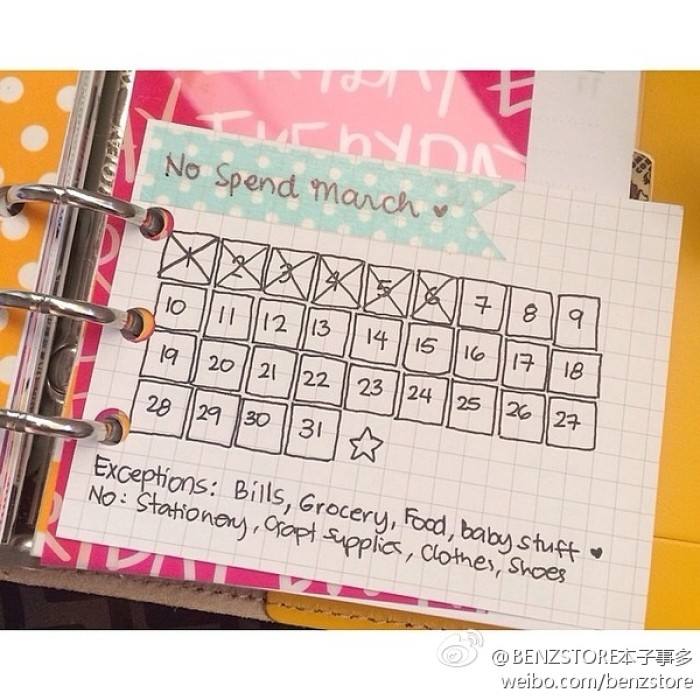 EVERYDAY
No Spend March ♥
1 2 3 4 5 6 7 8 9
10 11 12 13 14 15 16 17 18
19 20 21 22 23 24 25 26 27
28 29 30 31 ☆
Exceptions: Bills, Grocery, Food, baby stuff ♥
No: Stationery, Craft supplies, Clothes, Shoes
@BENZSTORE本子事多
weibo.com/benzstore